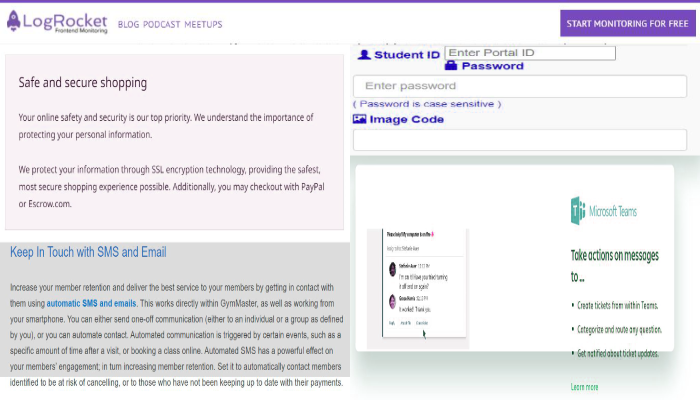 LogRocket
Frontend Monitoring
BLOG PODCAST MEETUPS
START MONITORING FOR FREE
Safe and secure shopping
Your online safety and security is our top priority. We understand the importance of
protecting your personal information.
We protect your information through SSL encryption technology, providing the safest,
most secure shopping experience possible. Additionally, you may checkout with PayPal
or Escrow.com.
Keep In Touch with SMS and Email
Increase your member retention and deliver the best service to your members by getting in contact with
them using automatic SMS and emails. This works directly within GymMaster, as well as working from
your smartphone. You can either send one-off communication (either to an individual or a group as defined
by you), or you can automate contact. Automated communication is triggered by certain events, such as a
specific amount of time after a visit, or booking a class online. Automated SMS has a powerful effect on
your members' engagement; in turn increasing member retention. Set it to automatically contact members
identified to be at risk of cancelling, or to those who have not been keeping up to date with their payments.
Student ID
Enter Portal ID
Password
Enter password
( Password is case sensitive )
Image Code
Microsoft Teams
Take actions on messages
to ...
• Create tickets from within Teams.
• Categorize and route any question.
• Get notified about ticket updates.
Learn more
I'm on it! Have you tried turning
it off and on again?
It worked! Thank you.